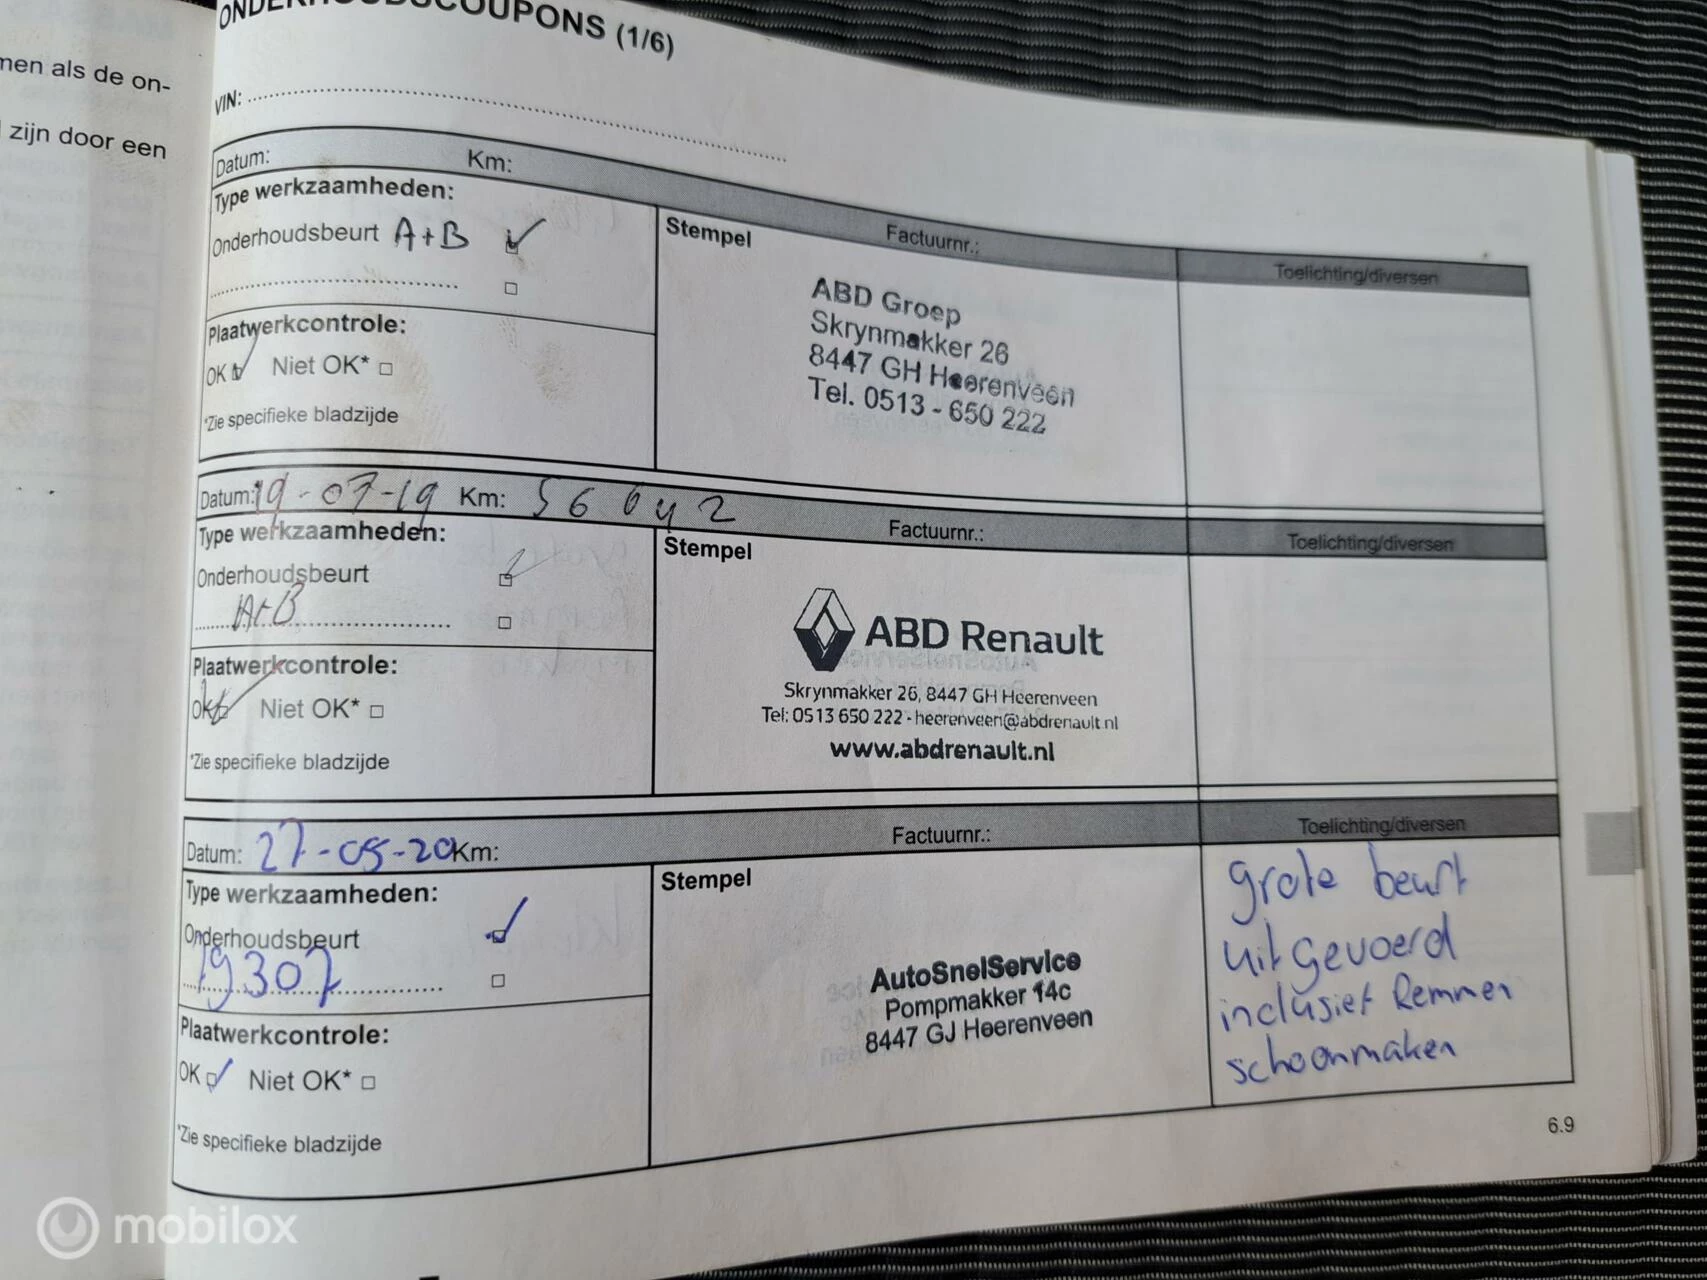 men als de on-
zijn door een
ONDERHOUDSCOUPONS (1/6)
VIN:
Datum: Km:
Factuurnr.:
Toelichting/diversen
Type werkzaamheden:
Onderhoudsbeurt A+B
Stempel
ABD Groep
Skrynmakker 26
8447 GH Heerenveen
Tel. 0513 - 650 222
Plaatwerkcontrole:
OK Niet OK*
*Zie specifieke bladzijde
Datum: 19-07-19 Km: 56642
Factuurnr.:
Toelichting/diversen
Type werkzaamheden:
Onderhoudsbeurt
A+B
Stempel
ABD Renault
Skrynmakker 26, 8447 GH Heerenveen
Tel: 0513 650 222 - heerenveen@abdrenault.nl
www.abdrenault.nl
Plaatwerkcontrole:
OK Niet OK*
*Zie specifieke bladzijde
Datum: 27-05-20 Km:
Factuurnr.:
Toelichting/diversen
Type werkzaamheden:
Onderhoudsbeurt
79307
Stempel
AutoSnelService
Pompmakker 14c
8447 GJ Heerenveen
grote beurt
uitgevoerd
inclusief Remmen
schoonmaken
Plaatwerkcontrole:
OK Niet OK*
*Zie specifieke bladzijde
6.9
mobilox